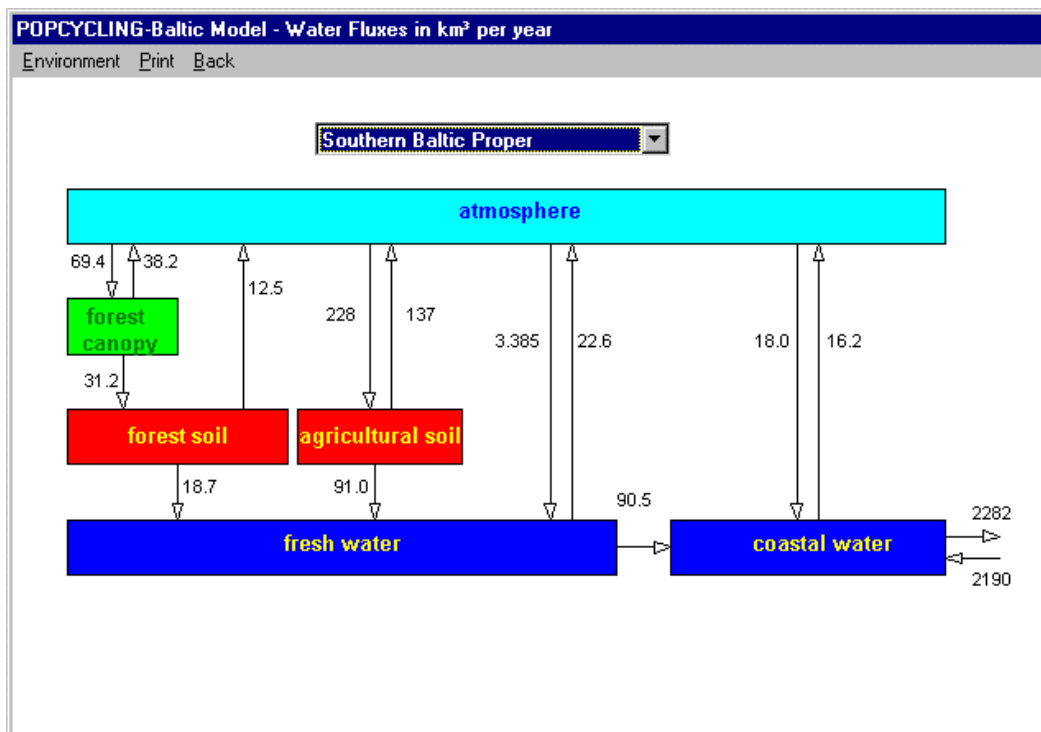 POPCYCLING-Baltic Model - Water Fluxes in km³ per year
Environment Print Back
Southern Baltic Proper
atmosphere
69.4
38.2
12.5
228
137
3.385
22.6
18.0
16.2
forest
canopy
31.2
forest soil
agricultural soil
18.7
91.0
90.5
2282
fresh water
coastal water
2190